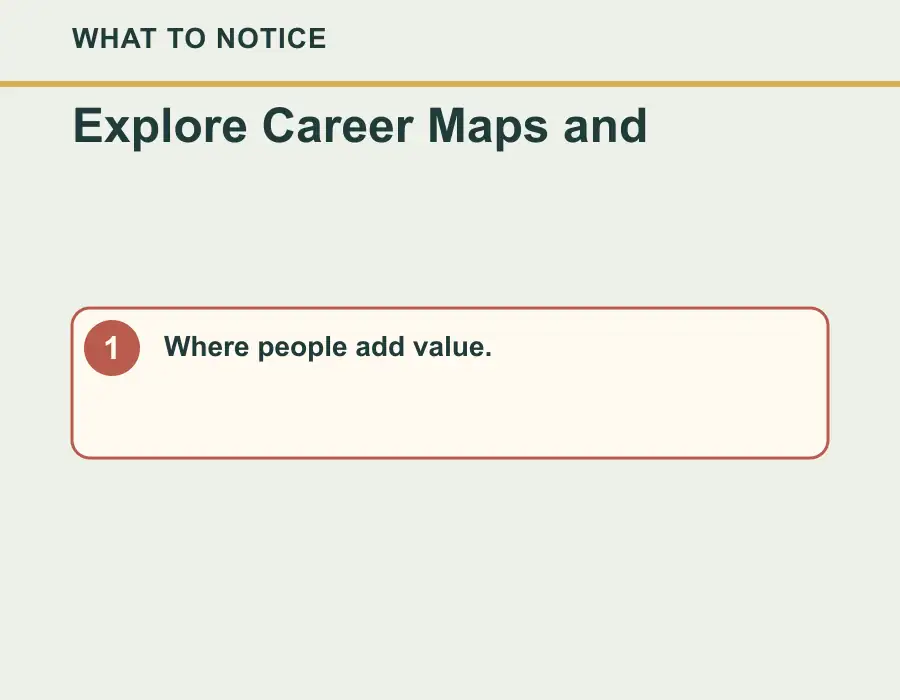 WHAT TO NOTICE
Explore Career Maps and
1 Where people add value.